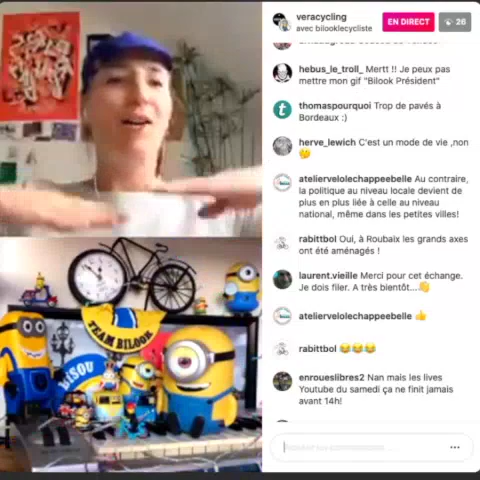 veracycling
avec bilooklecycliste
EN DIRECT
26
hebus_le_troll_ Mertt !! Je peux pas
mettre mon gif "Bilook Président"
thomaspourquoi Trop de pavés à
Bordeaux :)
herve_lewich C'est un mode de vie ,non
🤔
ateliervelolechappeebelle Au contraire,
la politique au niveau locale devient de
plus en plus liée à celle au niveau
national, même dans les petites villes!
rabittbol Oui, à Roubaix les grands axes
ont été aménagés !
laurent.vieille Merci pour cet échange.
Je dois filer. A très bientôt...👋
ateliervelolechappeebelle 👍
rabittbol 😂😂😂
enroueslibres2 Nan mais les lives
Youtube du samedi ça ne finit jamais
avant 14h!
TEAM BILOOK
BISOU